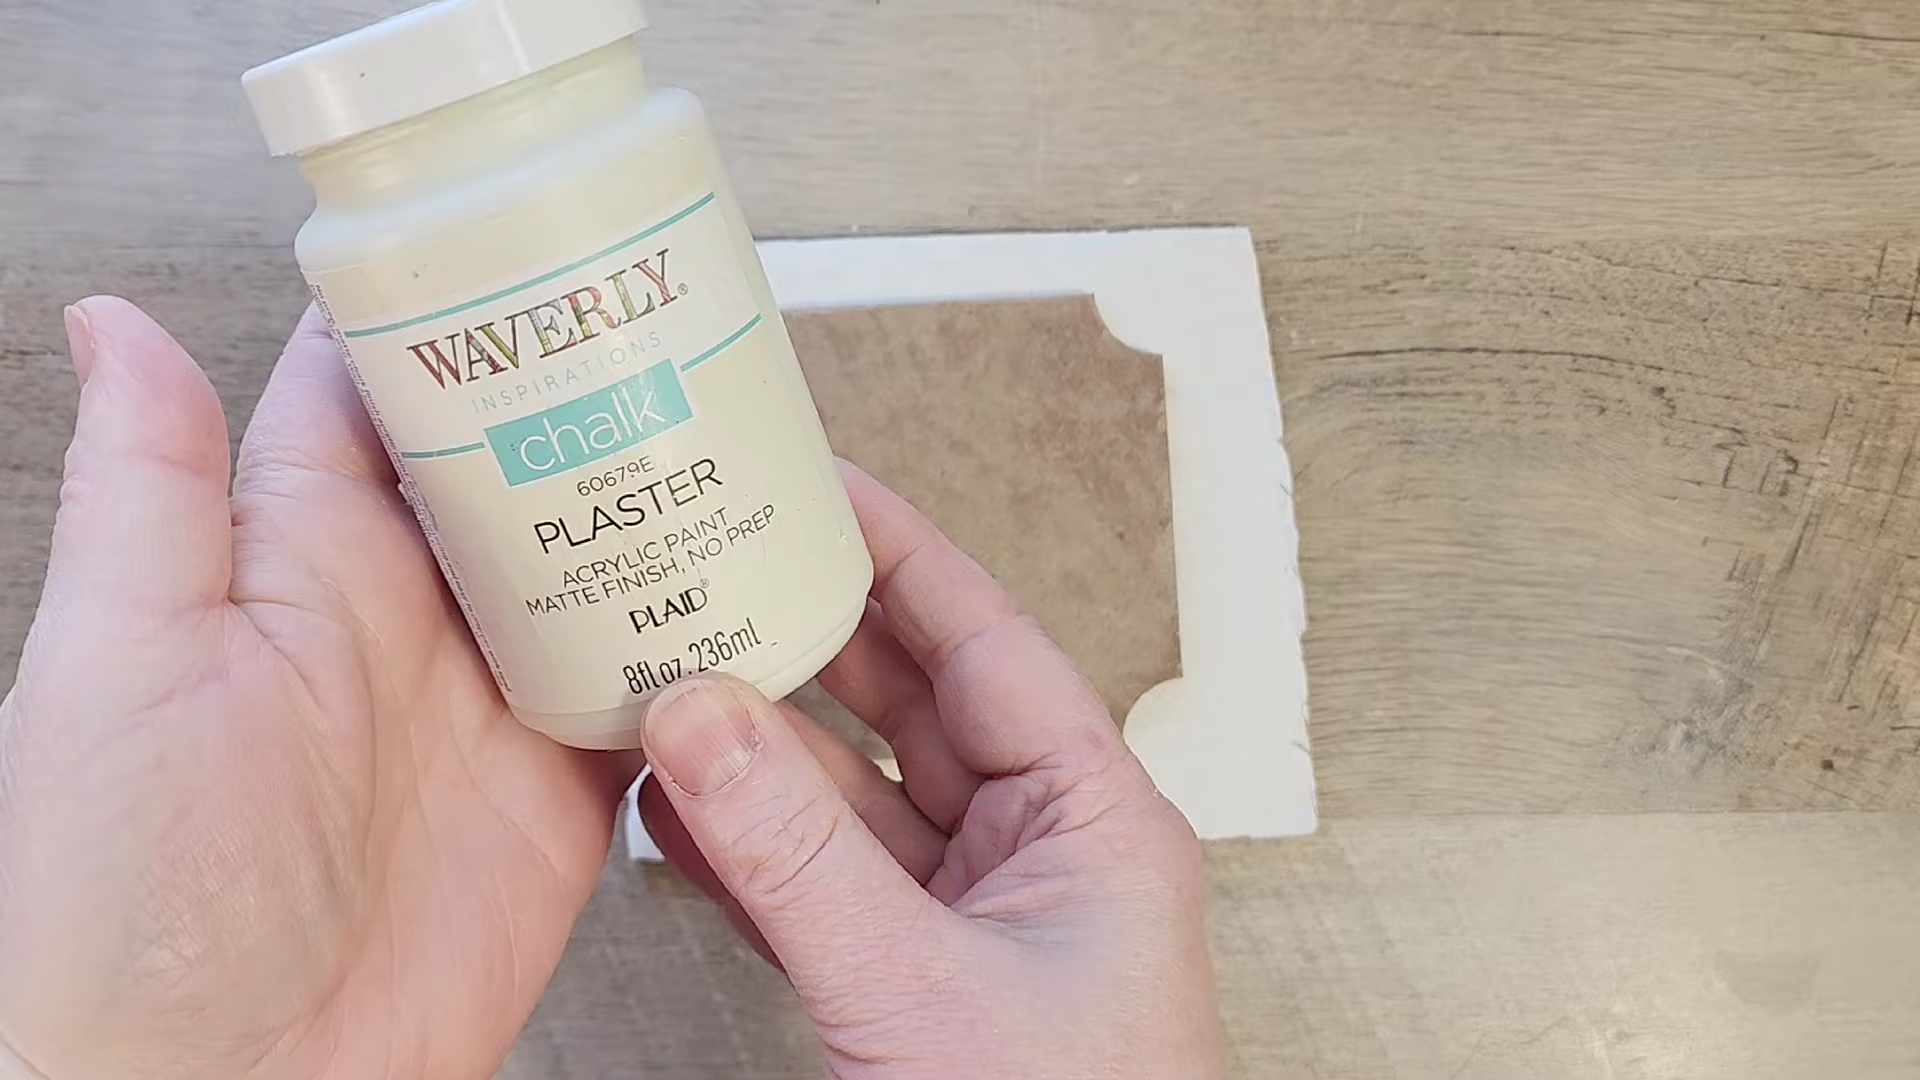 WAVERLY®
INSPIRATIONS
chalk
60679E
PLASTER
ACRYLIC PAINT
MATTE FINISH, NO PREP
PLAID®
8fl oz. 236ml